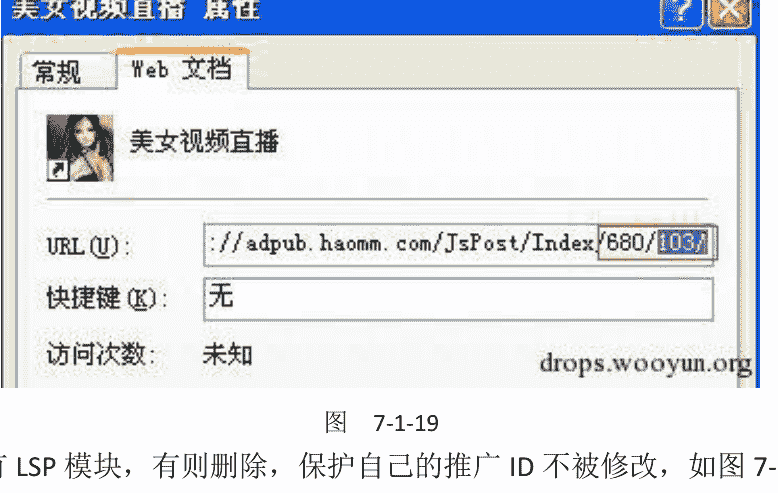 美女视频直播 属性
常规 Web 文档
美女视频直播
URL(U): ://adpub.haomm.com/JsPost/Index/680/103/
快捷键(K): 无
访问次数: 未知
drops.wooyun.org
图 7-1-19
有 LSP 模块，有则删除，保护自己的推广 ID 不被修改，如图 7-